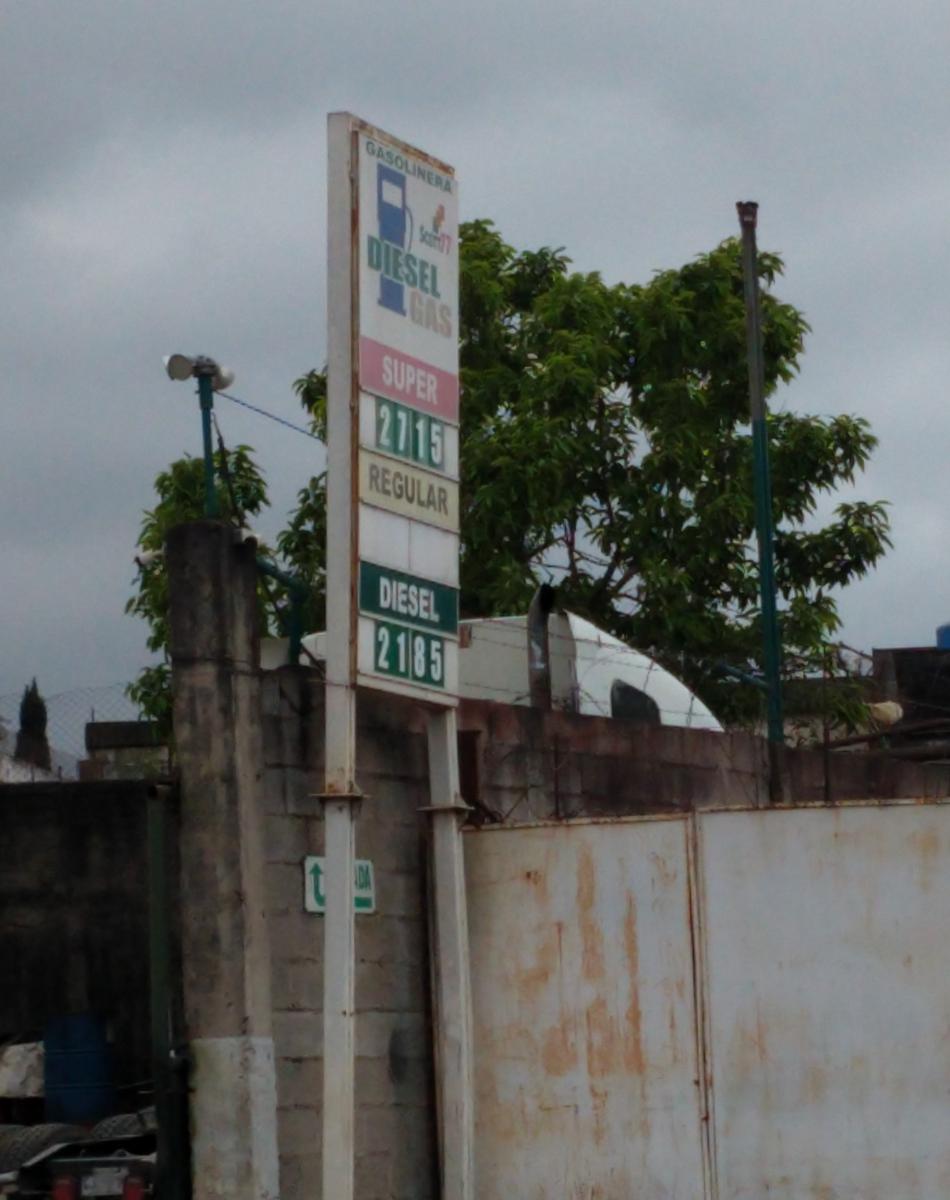 GASOLINERA
DIESEL
GAS
SUPER
2715
REGULAR
DIESEL
2185